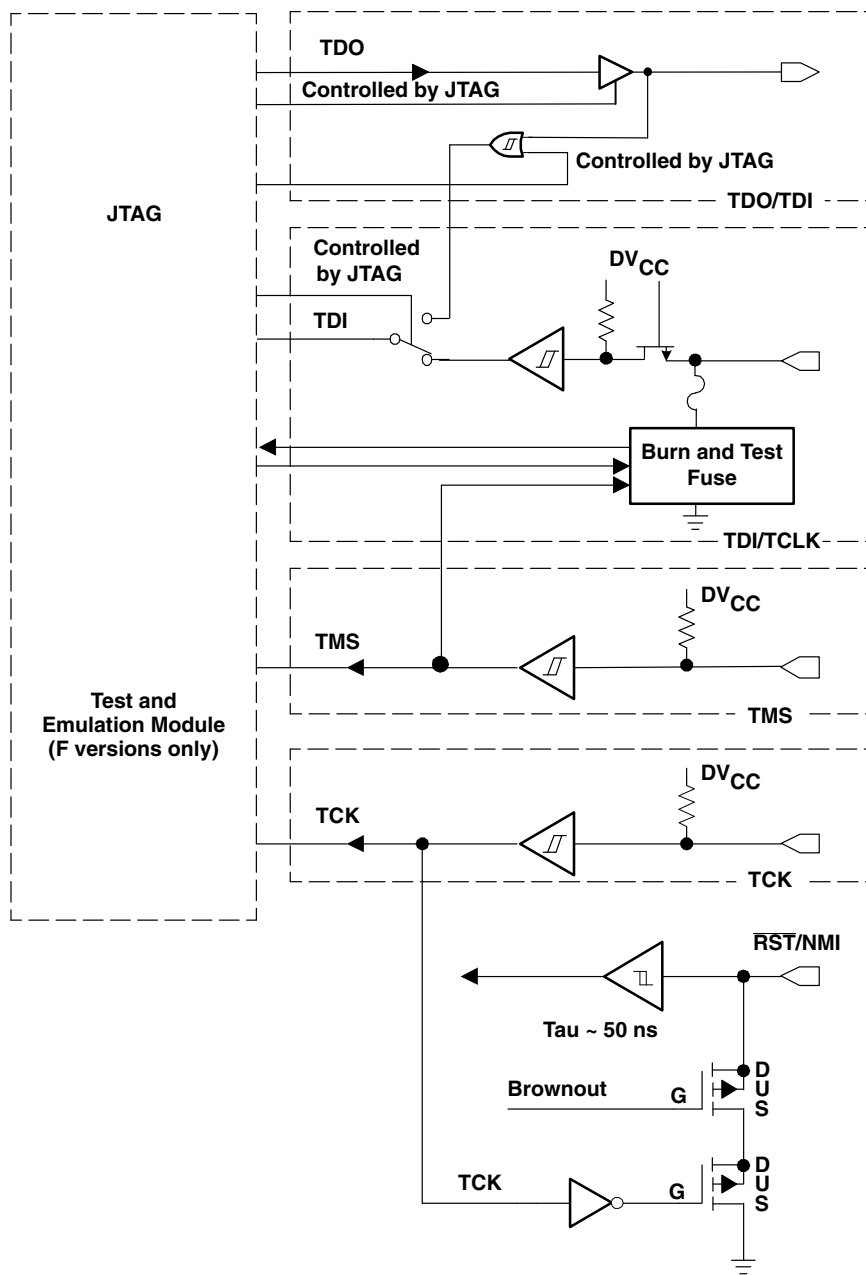 TDO
Controlled by JTAG
Controlled by JTAG
TDO/TDI
JTAG
Controlled
by JTAG
TDI
DVCC
Burn and Test
Fuse
TDI/TCLK
DVCC
TMS
TMS
Test and
Emulation Module
(F versions only)
DVCC
TCK
TCK
RST/NMI
Tau ~ 50 ns
Brownout
G
D
U
S
TCK
G
D
U
S